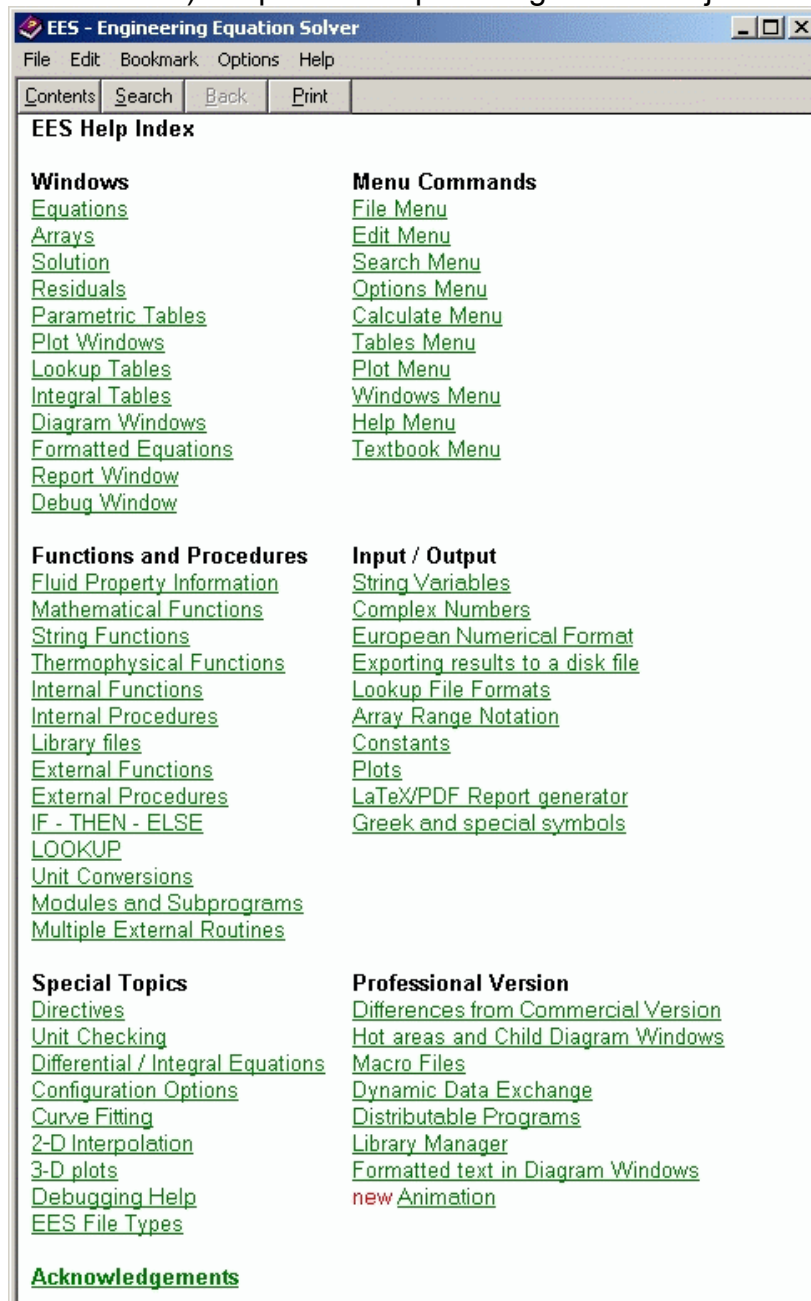 EES - Engineering Equation Solver
File Edit Bookmark Options Help
Contents Search Back Print
EES Help Index
Windows
Equations
Arrays
Solution
Residuals
Parametric Tables
Plot Windows
Lookup Tables
Integral Tables
Diagram Windows
Formatted Equations
Report Window
Debug Window
Menu Commands
File Menu
Edit Menu
Search Menu
Options Menu
Calculate Menu
Tables Menu
Plot Menu
Windows Menu
Help Menu
Textbook Menu
Functions and Procedures
Fluid Property Information
Mathematical Functions
String Functions
Thermophysical Functions
Internal Functions
Internal Procedures
Library files
External Functions
External Procedures
IF - THEN - ELSE
LOOKUP
Unit Conversions
Modules and Subprograms
Multiple External Routines
Input / Output
String Variables
Complex Numbers
European Numerical Format
Exporting results to a disk file
Lookup File Formats
Array Range Notation
Constants
Plots
LaTeX/PDF Report generator
Greek and special symbols
Special Topics
Directives
Unit Checking
Differential / Integral Equations
Configuration Options
Curve Fitting
2-D Interpolation
3-D plots
Debugging Help
EES File Types
Professional Version
Differences from Commercial Version
Hot areas and Child Diagram Windows
Macro Files
Dynamic Data Exchange
Distributable Programs
Library Manager
Formatted text in Diagram Windows
new Animation
Acknowledgements